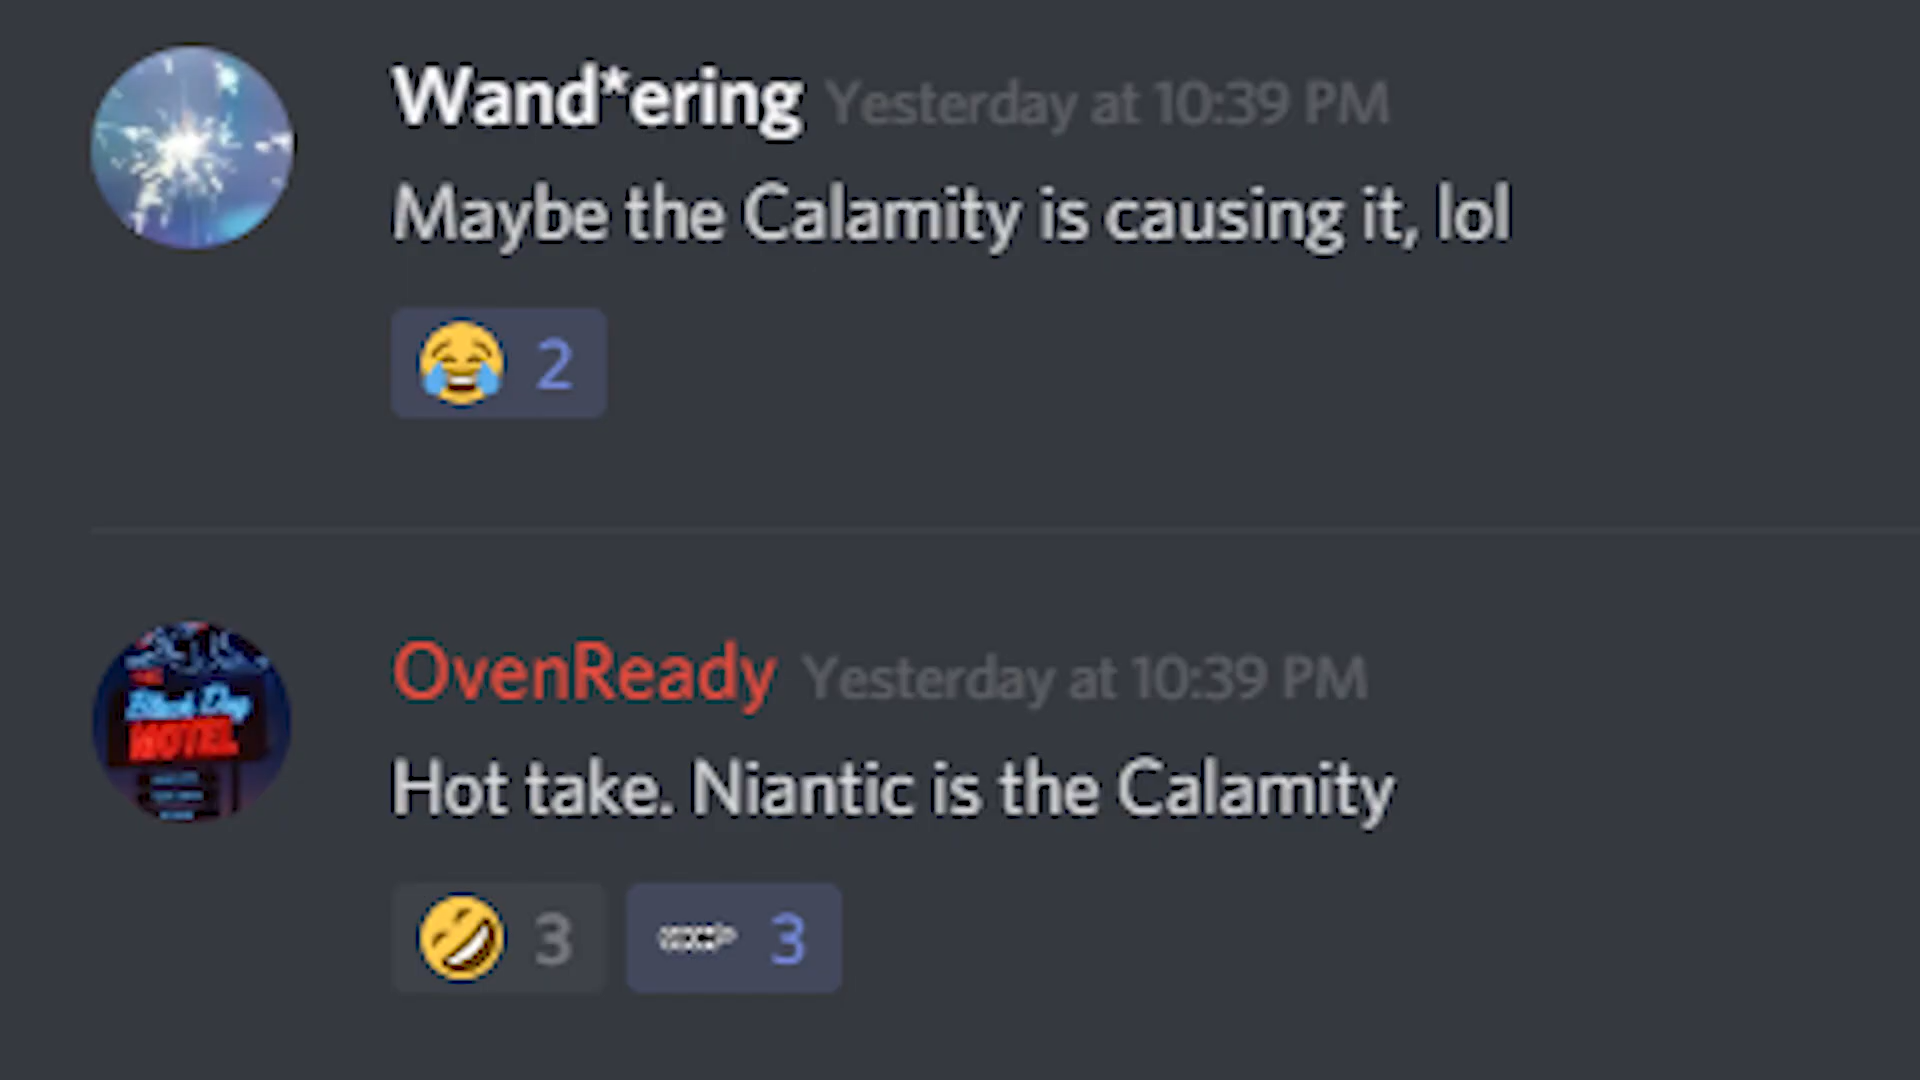 Wand*ering Yesterday at 10:39 PM
Maybe the Calamity is causing it, lol
2
OvenReady Yesterday at 10:39 PM
HOTEL
Hot take. Niantic is the Calamity
3 3